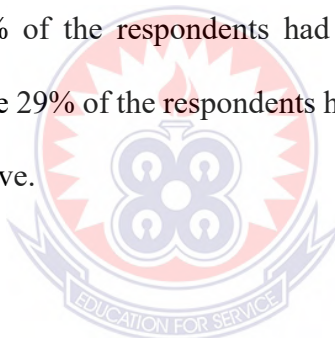 % of the respondents had
e 29% of the respondents h
ve.
EDUCATION FOR SERVICE